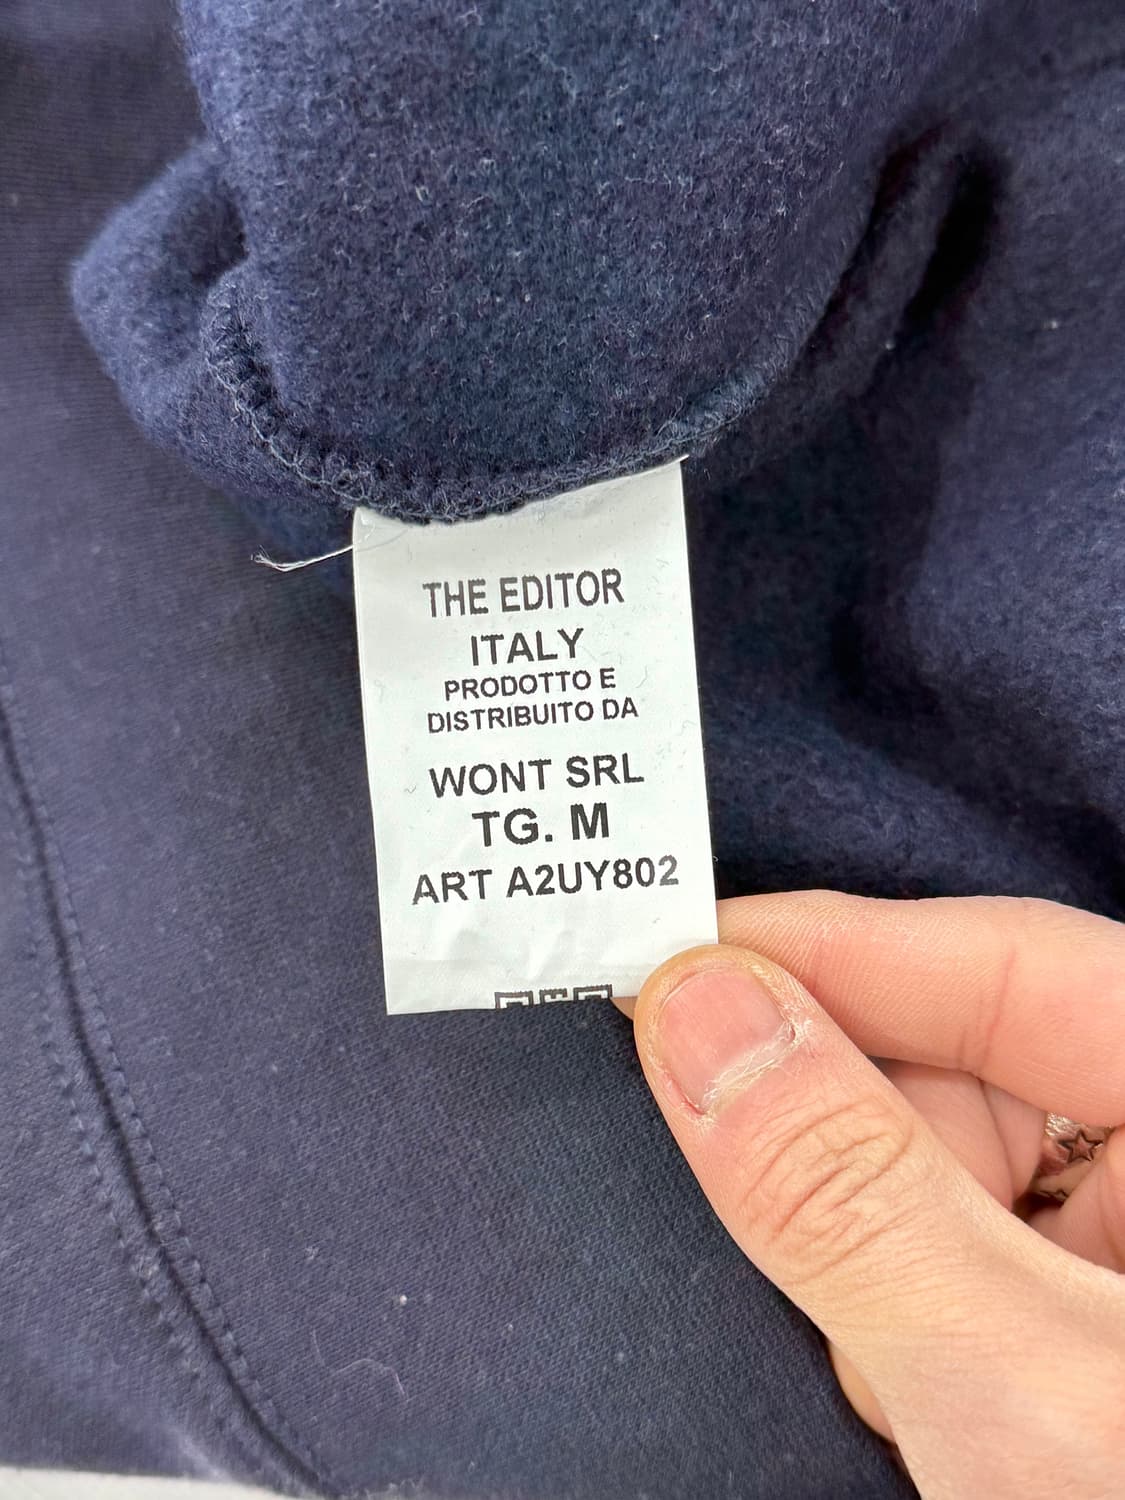 THE EDITOR
ITALY
PRODOTTO E
DISTRIBUITO DA
WONT SRL
TG. M
ART A2UY802